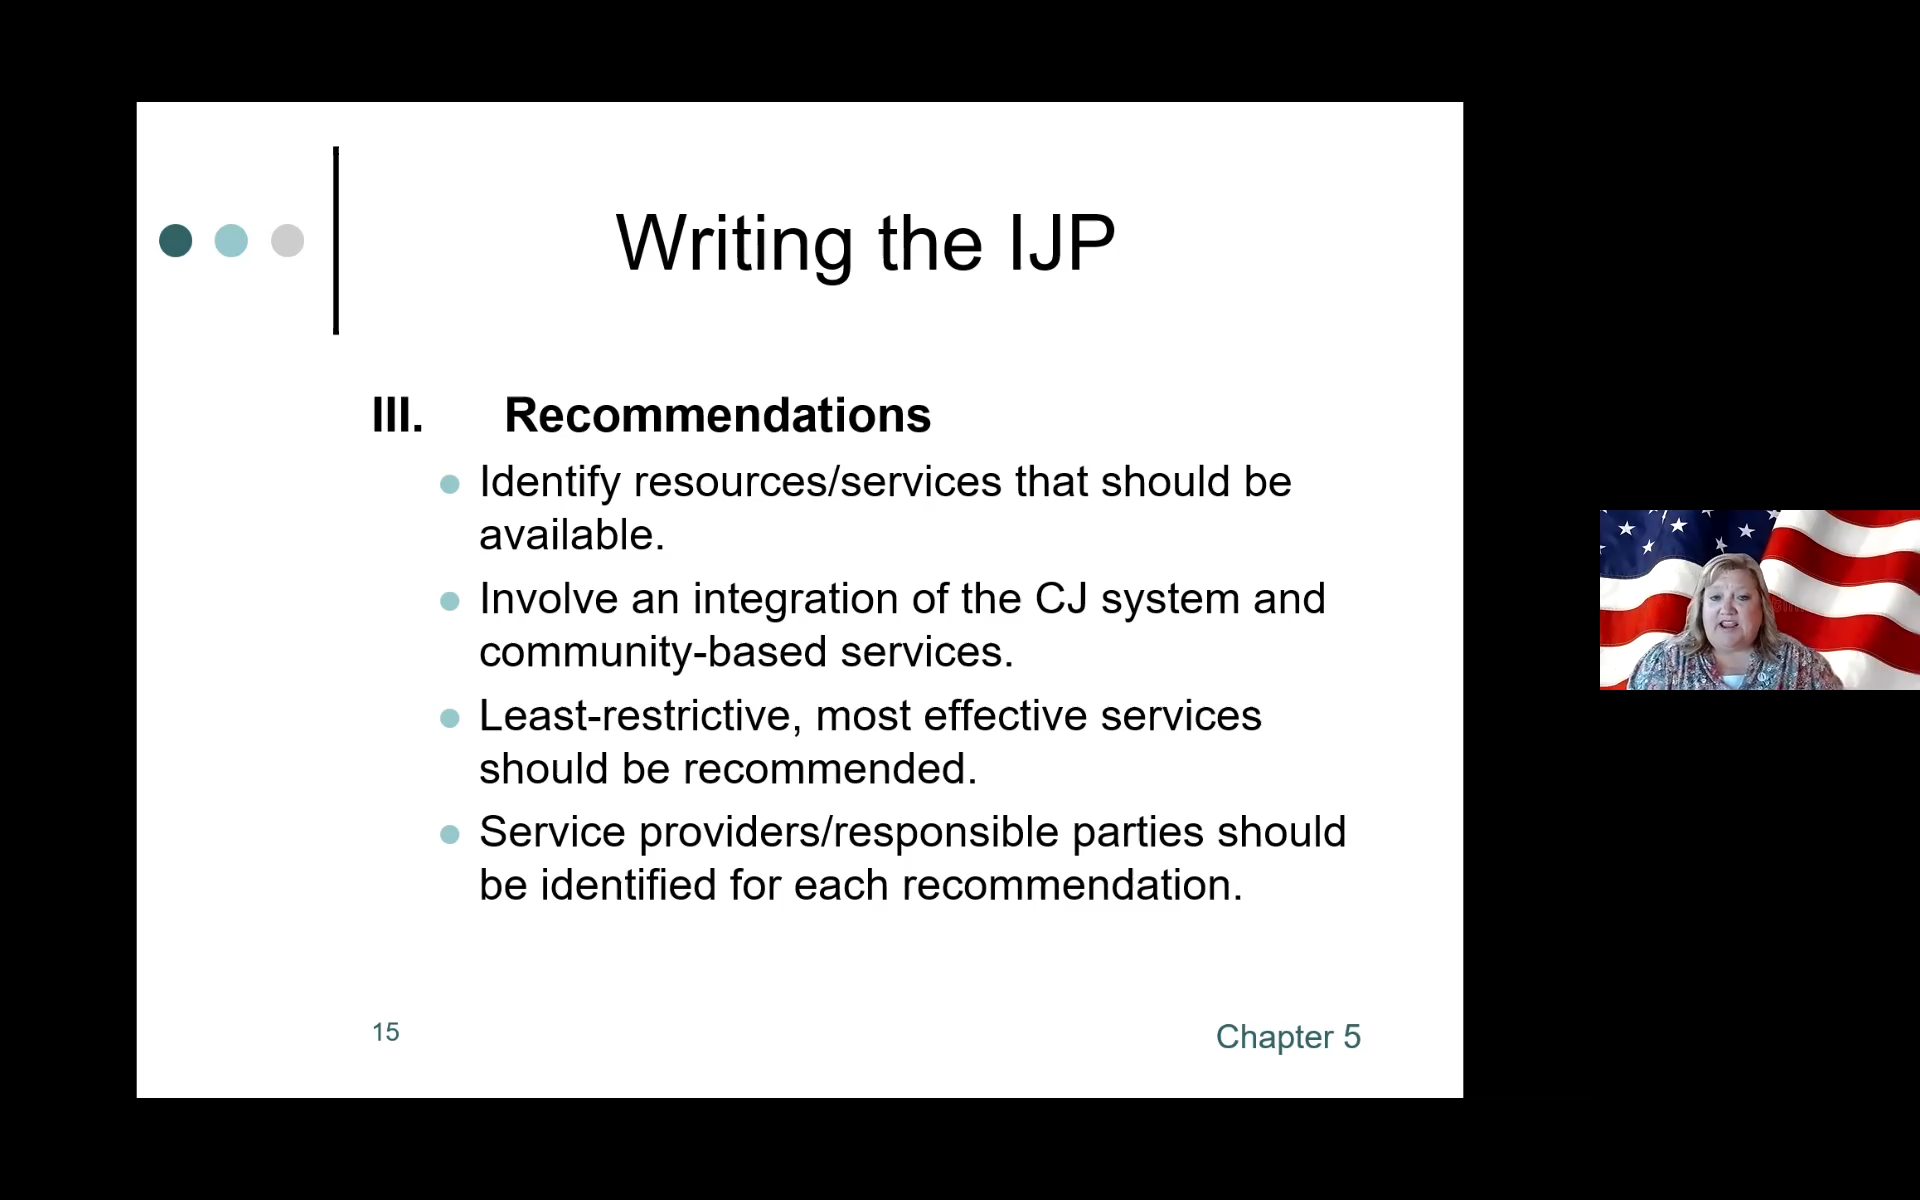 Writing the IJP
III. Recommendations
Identify resources/services that should be
available.
Involve an integration of the CJ system and
community-based services.
Least-restrictive, most effective services
should be recommended.
Service providers/responsible parties should
be identified for each recommendation.
15
Chapter 5